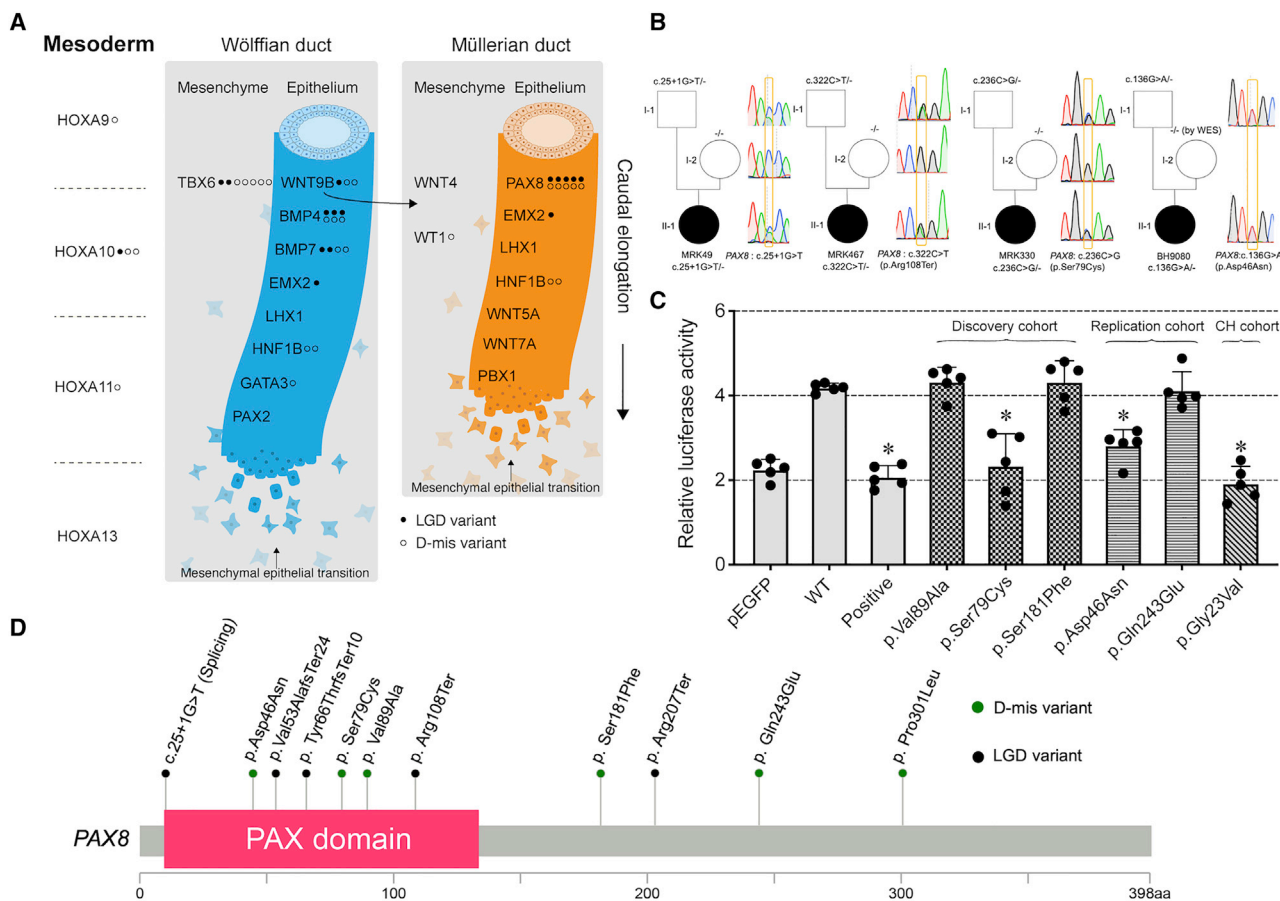 A
Mesoderm
Wölffian duct
Müllerian duct
Mesenchyme
Epithelium
Mesenchyme
Epithelium
HOXA9
TBX6
WNT9B
BMP4
HOXA10
BMP7
EMX2
LHX1
HNF1B
HOXA11
GATA3
PAX2
HOXA13
Mesenchymal epithelial transition
WNT4
PAX8
EMX2
WT1
LHX1
HNF1B
WNT5A
WNT7A
PBX1
Mesenchymal epithelial transition
Caudal elongation
LGD variant
D-mis variant
B
c.25+1G>T/-
I-1
-/-
I-2
II-1
MRK49
c.25+1G>T/-
PAX8 : c.25+1G>T
c.322C>T/-
I-1
-/-
I-2
II-1
MRK467
c.322C>T/-
PAX8 : c.322C>T
(p.Arg108Ter)
c.236C>G/-
I-1
-/-
I-2
II-1
MRK330
c.236C>G/-
PAX8: c.236C>G
(p.Ser79Cys)
c.136G>A/-
I-1
-/- (by WES)
I-2
II-1
BH9080
c.136G>A/-
PAX8:c.136G>A
(p.Asp46Asn)
C
Relative luciferase activity
6
4
2
0
Discovery cohort
Replication cohort
CH cohort
*
*
*
*
pEGFP
WT
Positive
p.Val89Ala
p.Ser79Cys
p.Ser181Phe
p.Asp46Asn
p.Gln243Glu
p.Gly23Val
D
c.25+1G>T (Splicing)
p.Asp46Asn
p.Val53AlafsTer24
p. Tyr66ThrfsTer10
p. Ser79Cys
p. Val89Ala
p. Arg108Ter
p. Ser181Phe
p. Arg207Ter
p. Gln243Glu
p. Pro301Leu
D-mis variant
LGD variant
PAX8
PAX domain
0
100
200
300
398aa